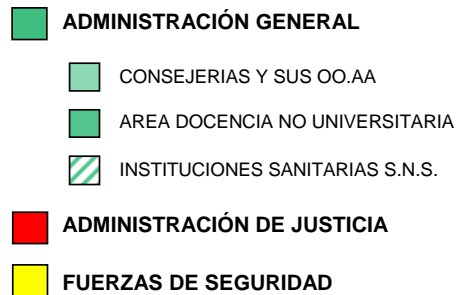 ADMINISTRACIÓN GENERAL
CONSEJERIAS Y SUS OO.AA
AREA DOCENCIA NO UNIVERSITARIA
INSTITUCIONES SANITARIAS S.N.S.
ADMINISTRACIÓN DE JUSTICIA
FUERZAS DE SEGURIDAD